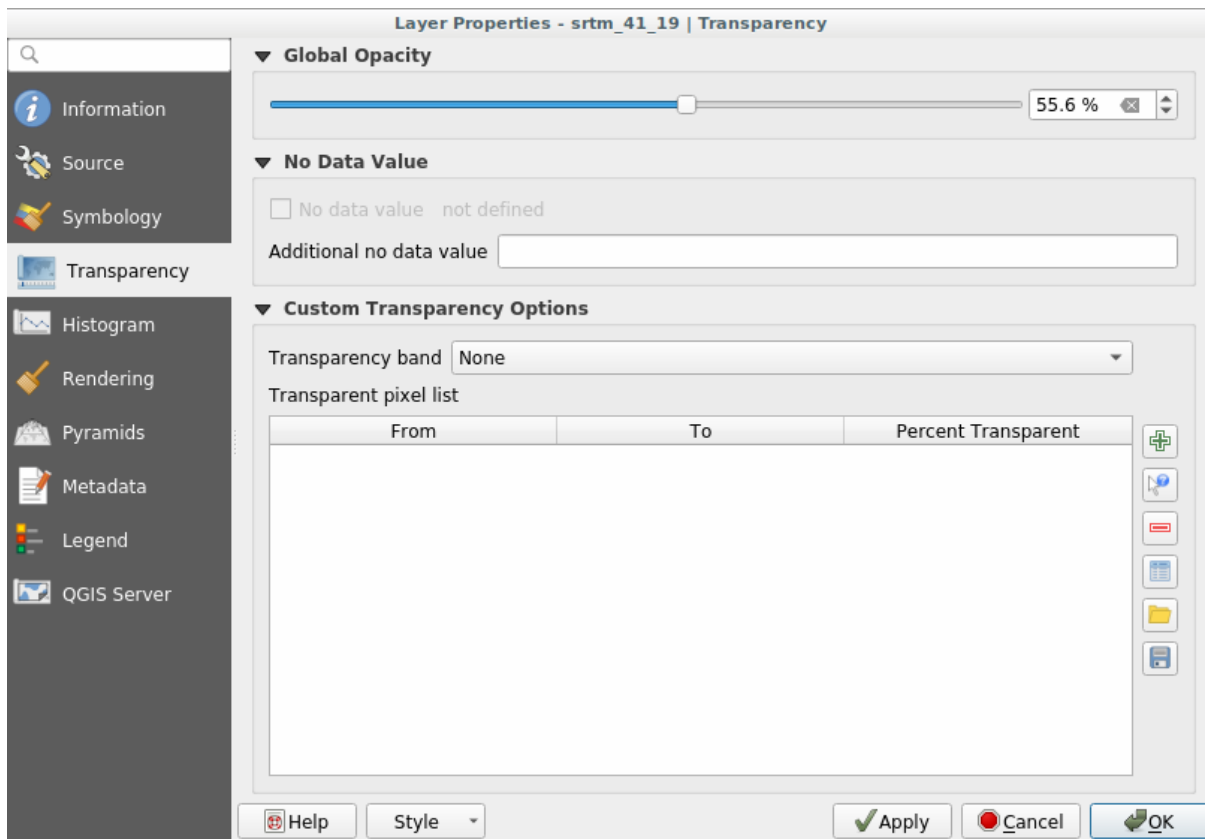 Layer Properties - srtm_41_19 | Transparency
Information
Source
Symbology
Transparency
Histogram
Rendering
Pyramids
Metadata
Legend
QGIS Server
Global Opacity
55.6 %
No Data Value
No data value not defined
Additional no data value
Custom Transparency Options
Transparency band None
Transparent pixel list
From To Percent Transparent
Help Style Apply Cancel OK